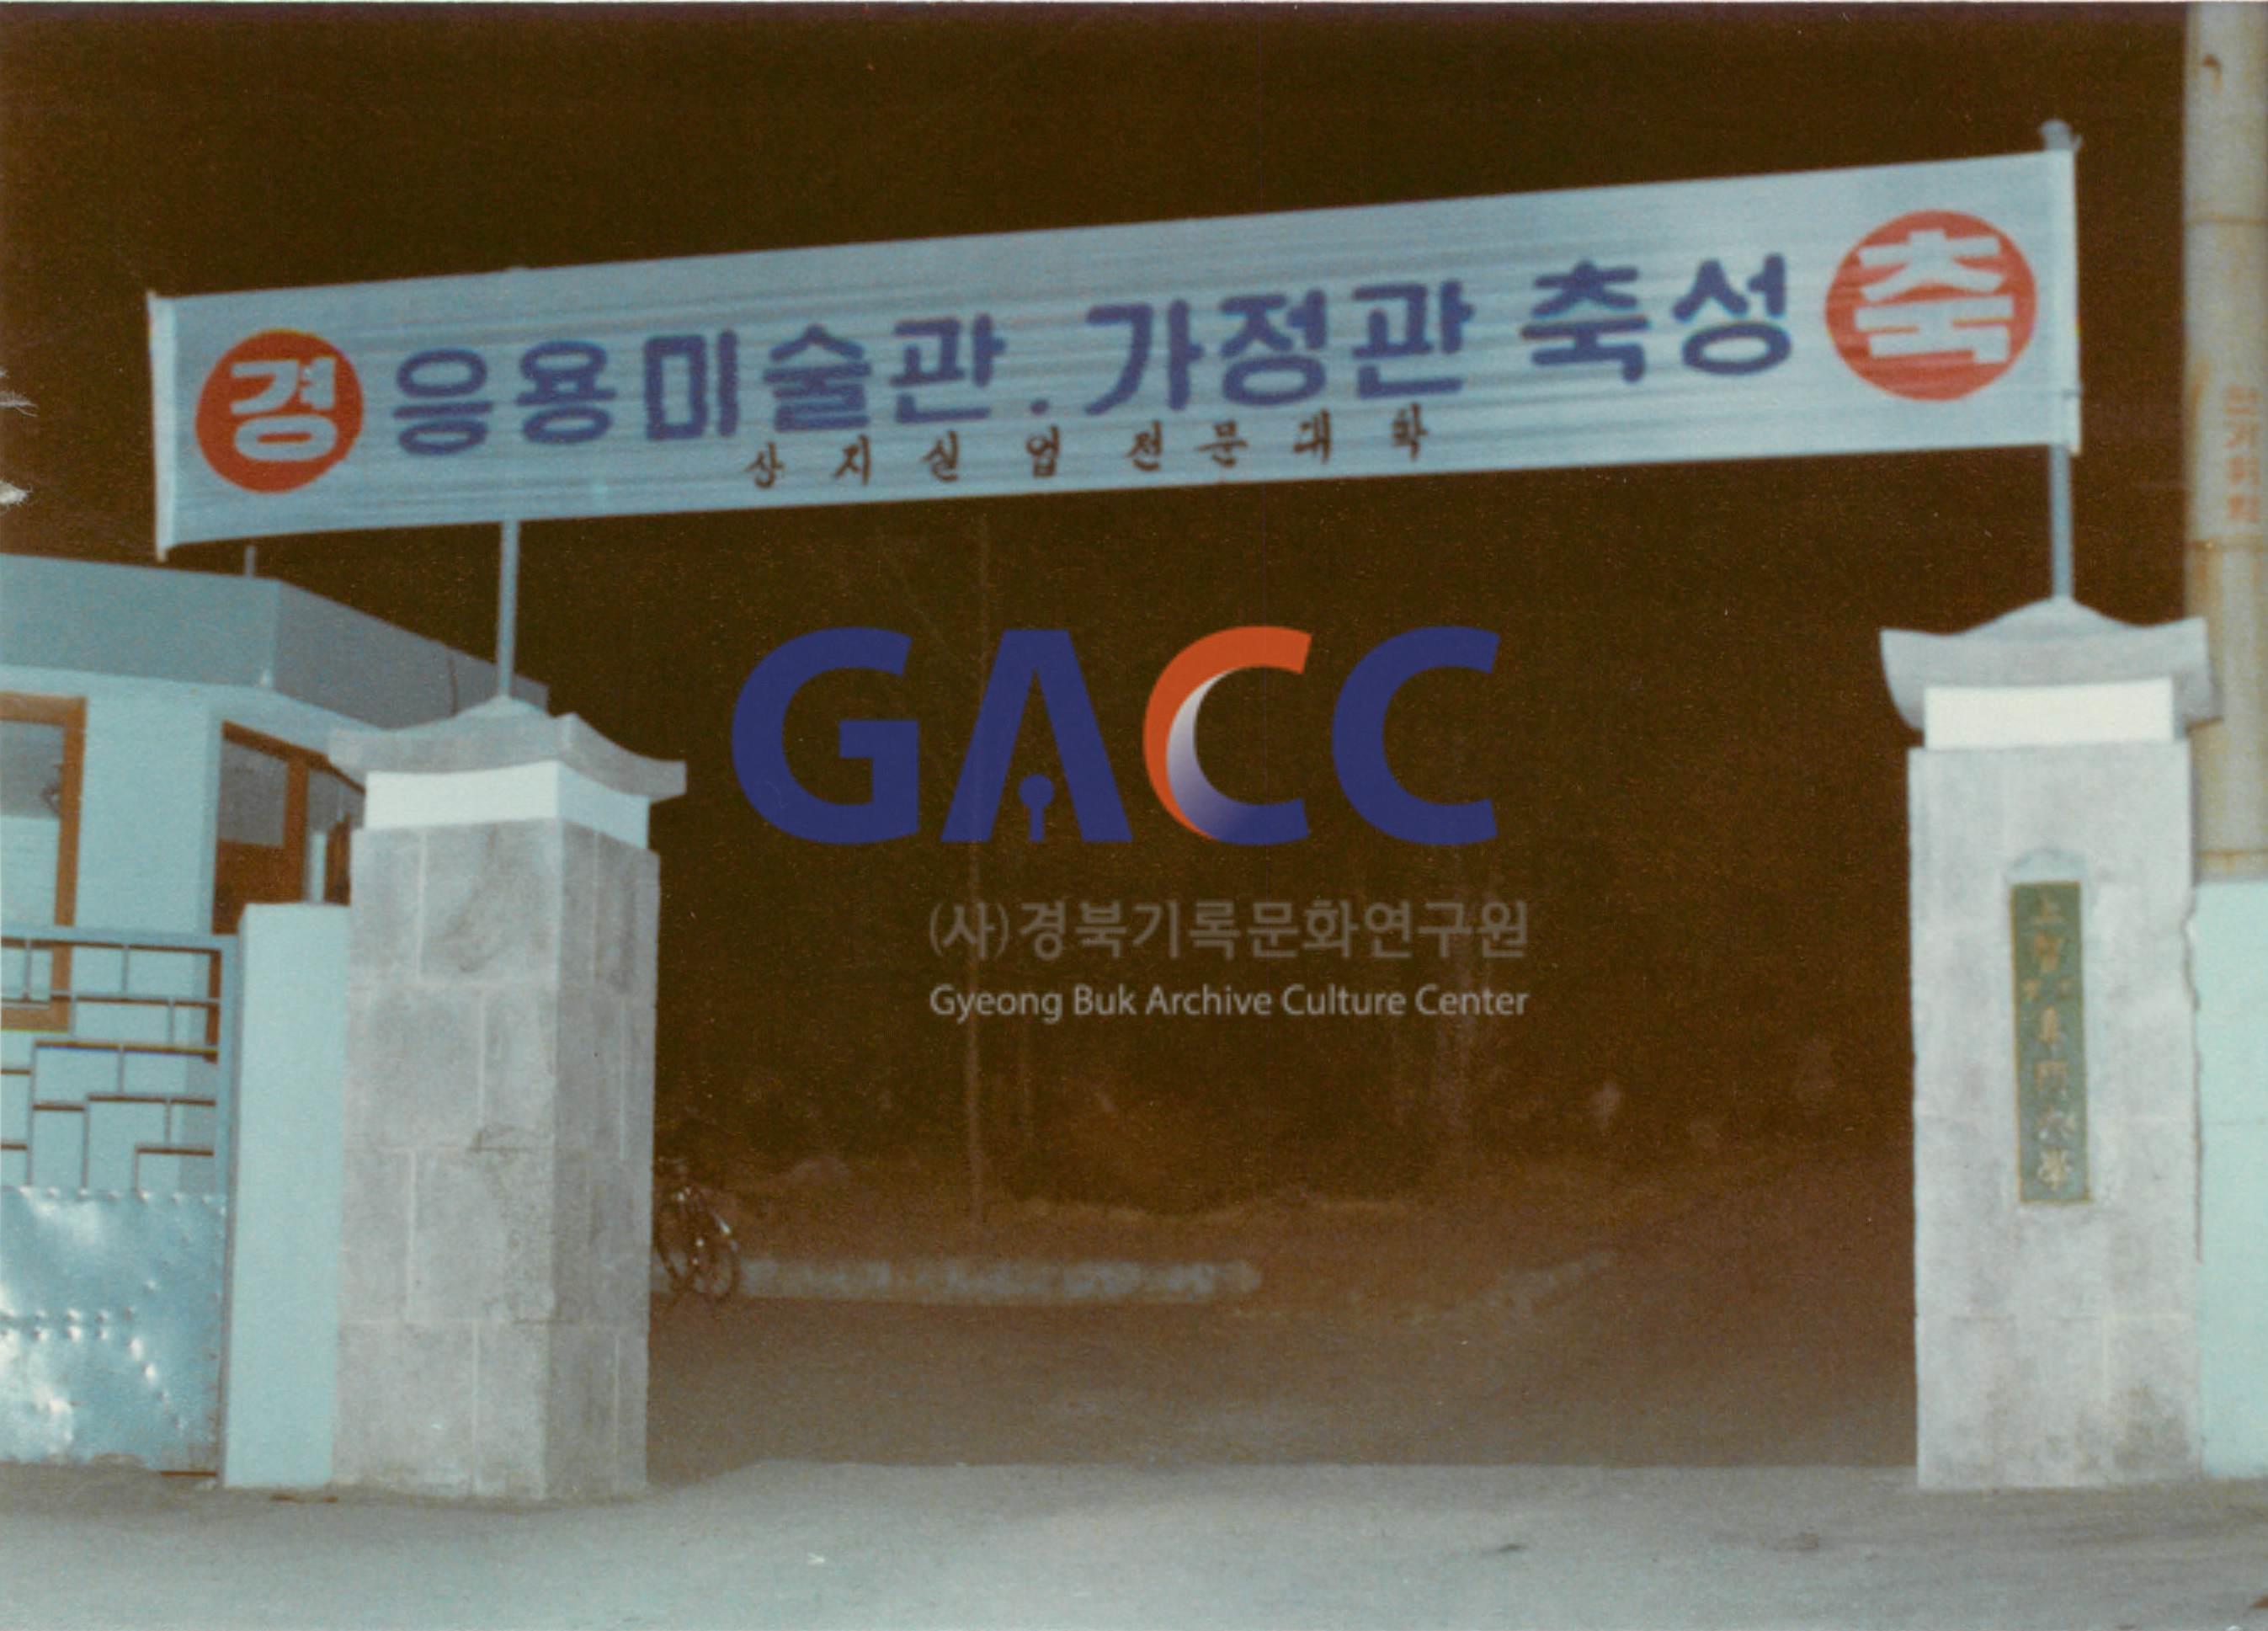 경 응용미술관 . 가정관 축성 축
상지실업전문대학
GACC
(사)경북기록문화연구원
Gyeong Buk Archive Culture Center